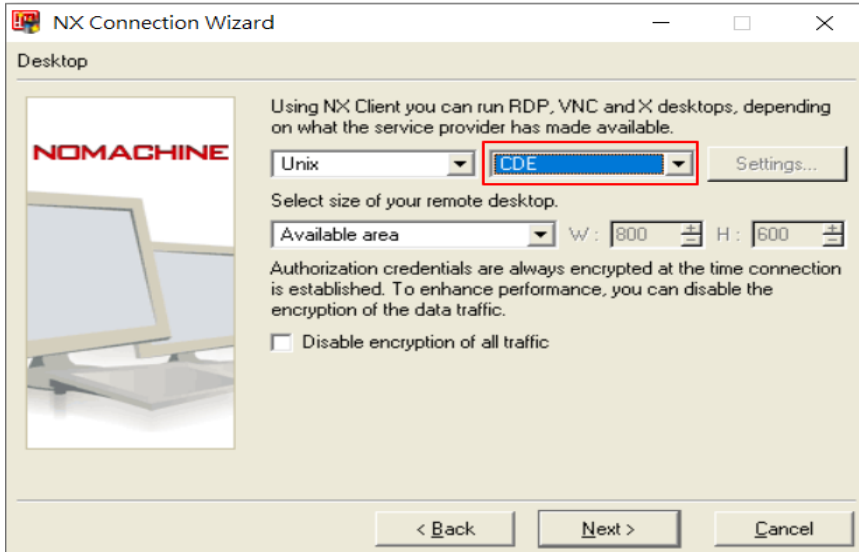 NX Connection Wizard
Desktop
NOMACHINE
Using NX Client you can run RDP, VNC and X desktops, depending
on what the service provider has made available.
Unix CDE Settings...
Select size of your remote desktop.
Available area W : 800 H : 600
Authorization credentials are always encrypted at the time connection
is established. To enhance performance, you can disable the
encryption of the data traffic.
Disable encryption of all traffic
< Back Next > Cancel